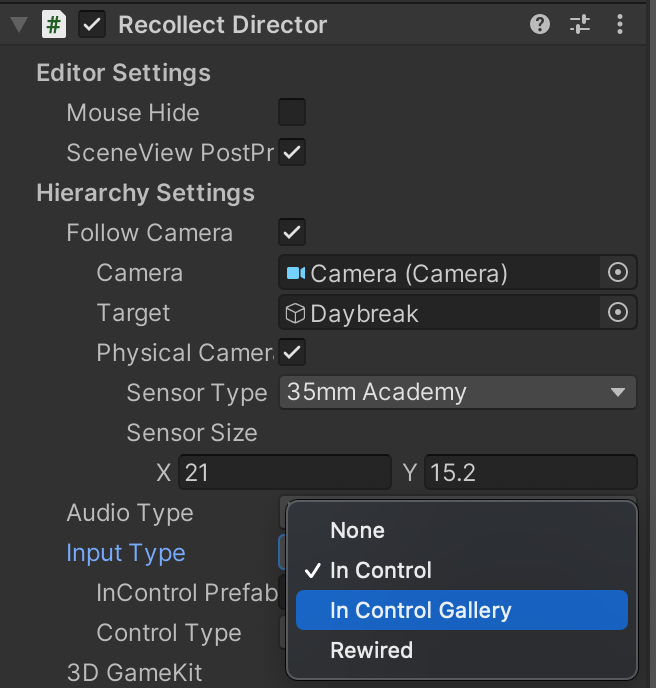 # Recollect Director
Editor Settings
Mouse Hide
SceneView PostPr
Hierarchy Settings
Follow Camera
Camera Camera (Camera)
Target Daybreak
Physical Camera
Sensor Type 35mm Academy
Sensor Size
X 21 Y 15.2
Audio Type
None
Input Type
In Control
InControl Prefab
In Control Gallery
Control Type
Rewired
3D GameKit